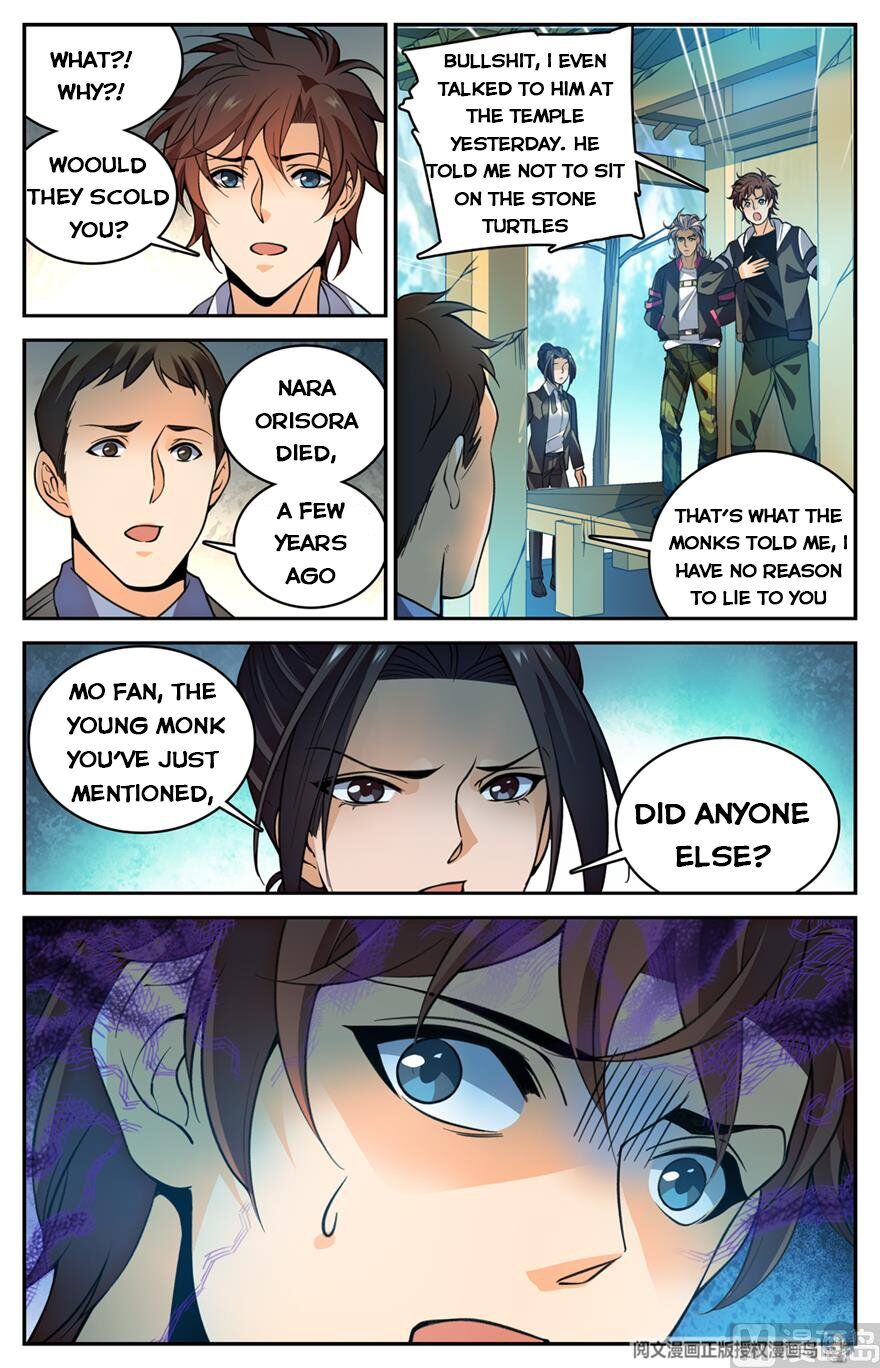 WHAT?!
WHY?!
WOOULD
THEY SCOLD
YOU?
BULLSHIT, I EVEN
TALKED TO HIM AT
THE TEMPLE
YESTERDAY. HE
TOLD ME NOT TO SIT
ON THE STONE
TURTLES
NARA
ORISORA
DIED,
A FEW
YEARS
AGO
THAT'S WHAT THE
MONKS TOLD ME, I
HAVE NO REASON
TO LIE TO YOU
MO FAN, THE
YOUNG MONK
YOU'VE JUST
MENTIONED,
DID ANYONE
ELSE?
阅文漫画正版授权漫画岛